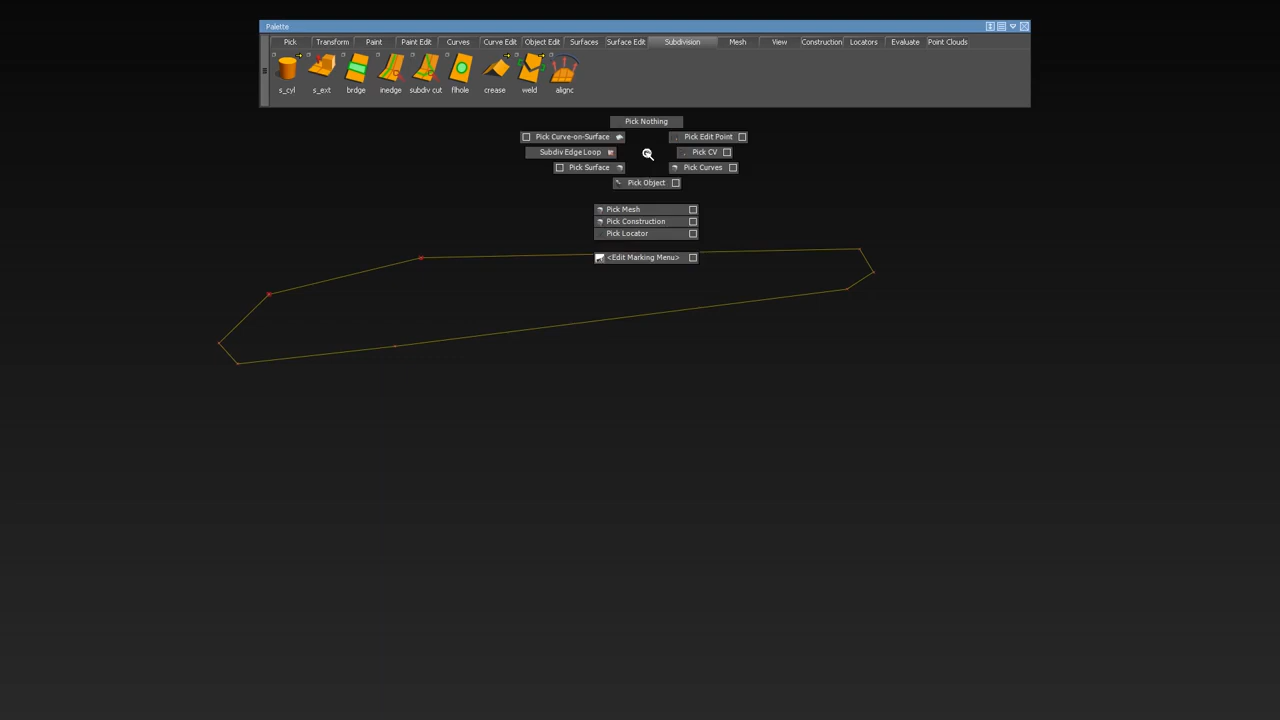 Palette
Pick Transform Paint Paint Edit Curves Curve Edit Object Edit Surfaces Surface Edit Subdivision Mesh View Construction Locators Evaluate Point Clouds
s_cyl s_ext brdge inedge subdiv cut flhole crease weld alignc
Pick Nothing
Pick Curve-on-Surface Pick Edit Point
Subdiv Edge Loop Pick CV
Pick Surface Pick Curves
Pick Object
Pick Mesh
Pick Construction
Pick Locator
<Edit Marking Menu>